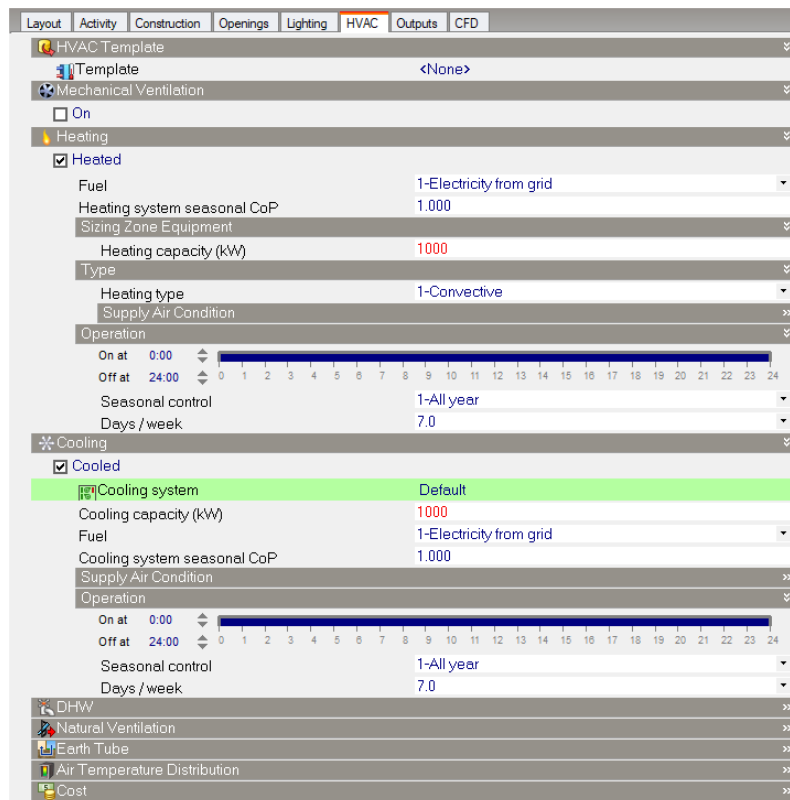 Layout Activity Construction Openings Lighting HVAC Outputs CFD
HVAC Template
Template <None>
Mechanical Ventilation
On
Heating
Heated
Fuel 1-Electricity from grid
Heating system seasonal CoP 1.000
Sizing Zone Equipment
Heating capacity (kW) 1000
Type
Heating type 1-Convective
Supply Air Condition
Operation
On at 0:00
Off at 24:00 0 1 2 3 4 5 6 7 8 9 10 11 12 13 14 15 16 17 18 19 20 21 22 23 24
Seasonal control 1-All year
Days / week 7.0
Cooling
Cooled
Cooling system Default
Cooling capacity (kW) 1000
Fuel 1-Electricity from grid
Cooling system seasonal CoP 1.000
Supply Air Condition
Operation
On at 0:00
Off at 24:00 0 1 2 3 4 5 6 7 8 9 10 11 12 13 14 15 16 17 18 19 20 21 22 23 24
Seasonal control 1-All year
Days / week 7.0
DHW
Natural Ventilation
Earth Tube
Air Temperature Distribution
Cost